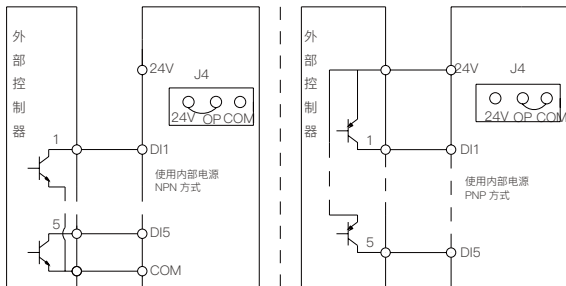 外部控制器
24V
J4
24V OP COM
1
DI1
使用内部电源
NPN 方式
5
DI5
COM
外部控制器
24V
J4
24V OP COM
1
DI1
使用内部电源
PNP 方式
5
DI5